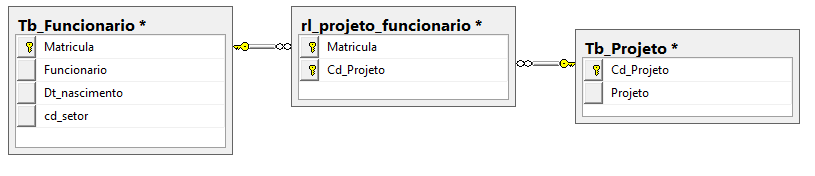 Tb_Funcionario *
Matricula
Funcionario
Dt_nascimento
cd_setor
rl_projeto_funcionario *
Matricula
Cd_Projeto
Tb_Projeto *
Cd_Projeto
Projeto